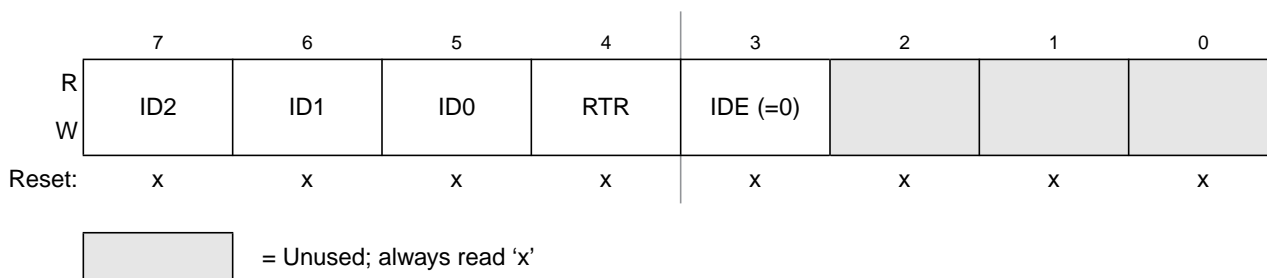 7 6 5 4 3 2 1 0
R
ID2 ID1 ID0 RTR IDE (=0)
W
Reset: x x x x x x x x
= Unused; always read ‘x’